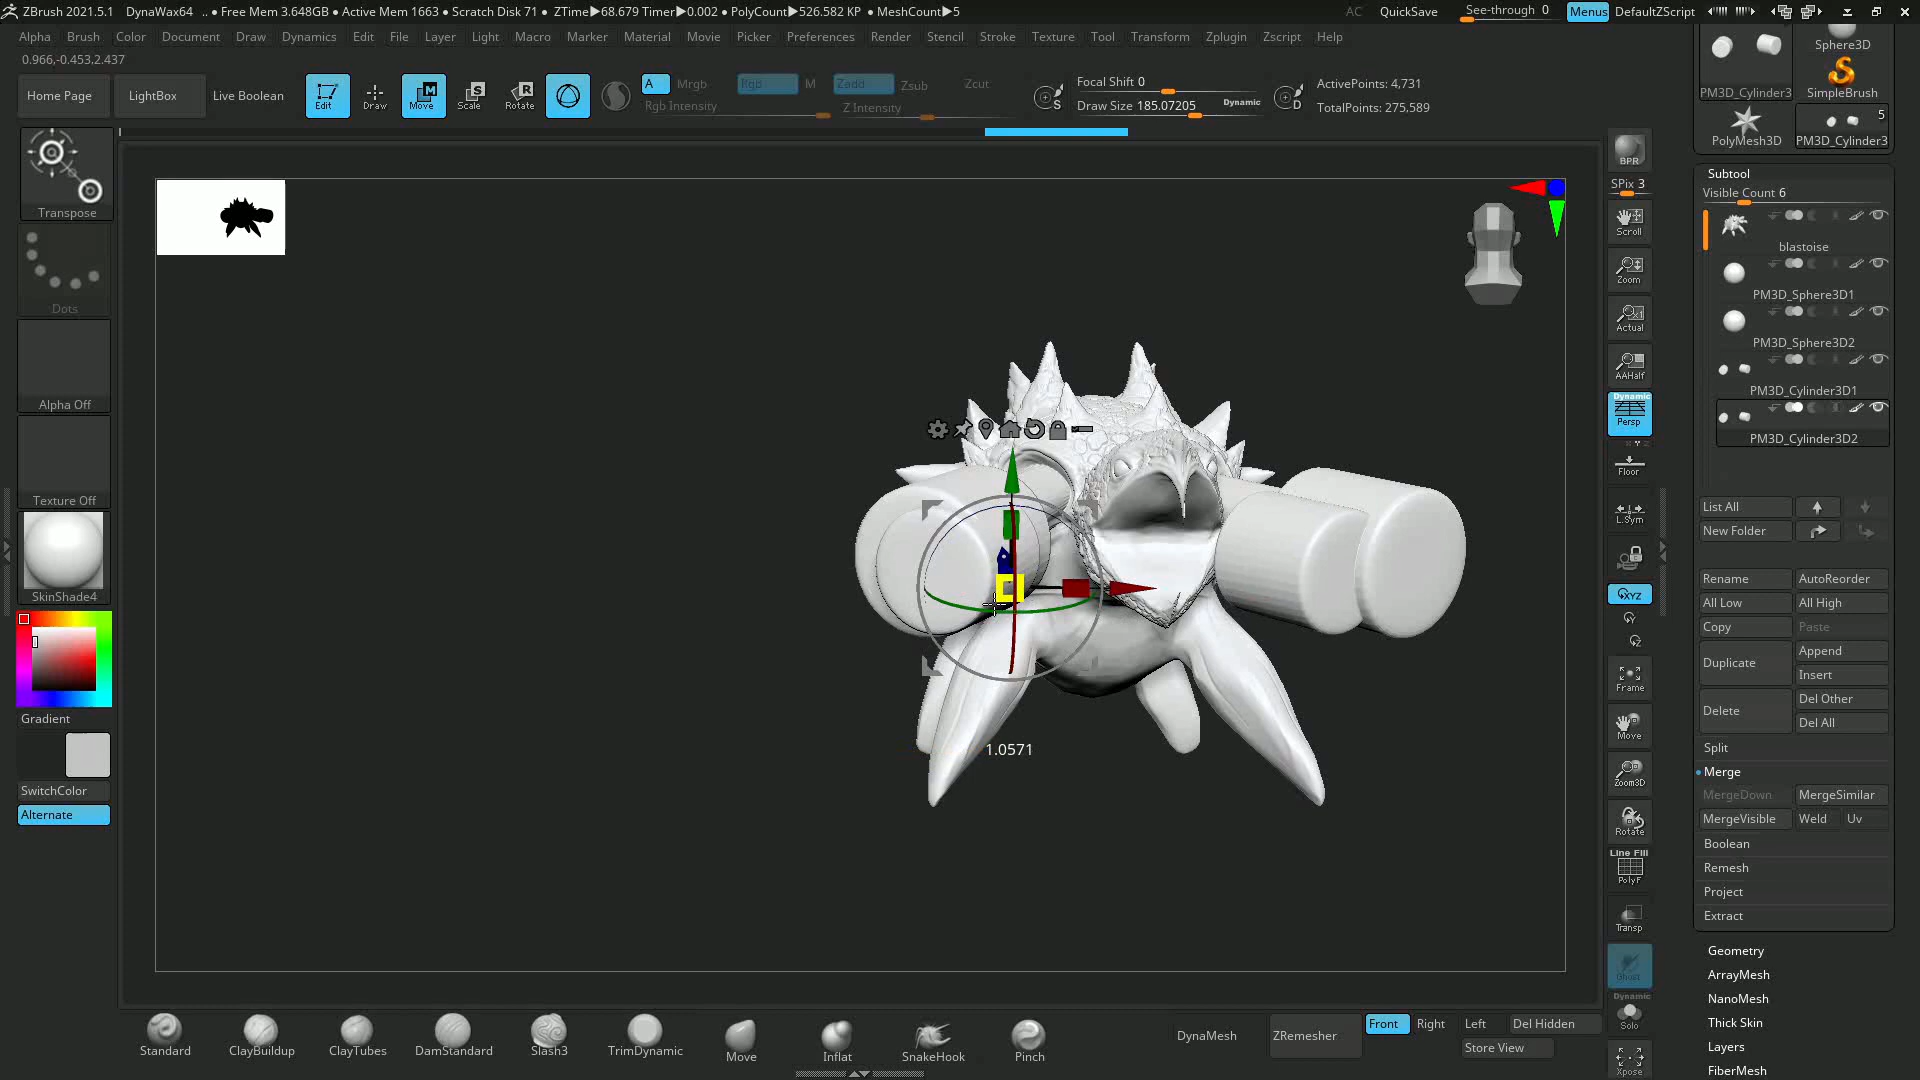 ZBrush 2021.5.1 DynaWax64 .. ● Free Mem 3.648GB ● Active Mem 1663 ● Scratch Disk 71 ● ZTime▶68.679 Timer▶0.002 ● PolyCount▶526.582 KP ● MeshCount▶5 AC QuickSave See-through 0 Menus DefaultZScript
Alpha Brush Color Document Draw Dynamics Edit File Layer Light Macro Marker Material Movie Picker Preferences Render Stencil Stroke Texture Tool Transform Zplugin Zscript Help
0.966,-0.453,2.437
Home Page LightBox Live Boolean
Edit Draw Move Scale Rotate
A Mrgb Rgb M Zadd Zsub Zcut
Rgb Intensity Z Intensity
Focal Shift 0
Draw Size 185.07205 Dynamic
S D
ActivePoints: 4,731
TotalPoints: 275,589
Transpose
Dots
Alpha Off
Texture Off
SkinShade4
Gradient
SwitchColor
Alternate
1.0571
BPR
SPix 3
Scroll
Zoom
Actual
AAHalf
Dynamic
Persp
Floor
L.Sym
XYZ
Frame
Move
Zoom3D
Rotate
Line Fill
PolyF
Transp
Ghost
Dynamic
Solo
Xpose
Sphere3D
PM3D_Cylinder3 SimpleBrush
5
PolyMesh3D PM3D_Cylinder3
Subtool
Visible Count 6
blastoise
PM3D_Sphere3D1
PM3D_Sphere3D2
PM3D_Cylinder3D1
PM3D_Cylinder3D2
List All
New Folder
Rename AutoReorder
All Low All High
Copy Paste
Duplicate Append
Insert
Delete Del Other
Del All
Split
Merge
MergeDown MergeSimilar
MergeVisible Weld Uv
Boolean
Remesh
Project
Extract
Geometry
ArrayMesh
NanoMesh
Thick Skin
Layers
FiberMesh
Standard ClayBuildup ClayTubes DamStandard Slash3 TrimDynamic Move Inflat SnakeHook Pinch
DynaMesh ZRemesher
Front Right Left Del Hidden
Store View